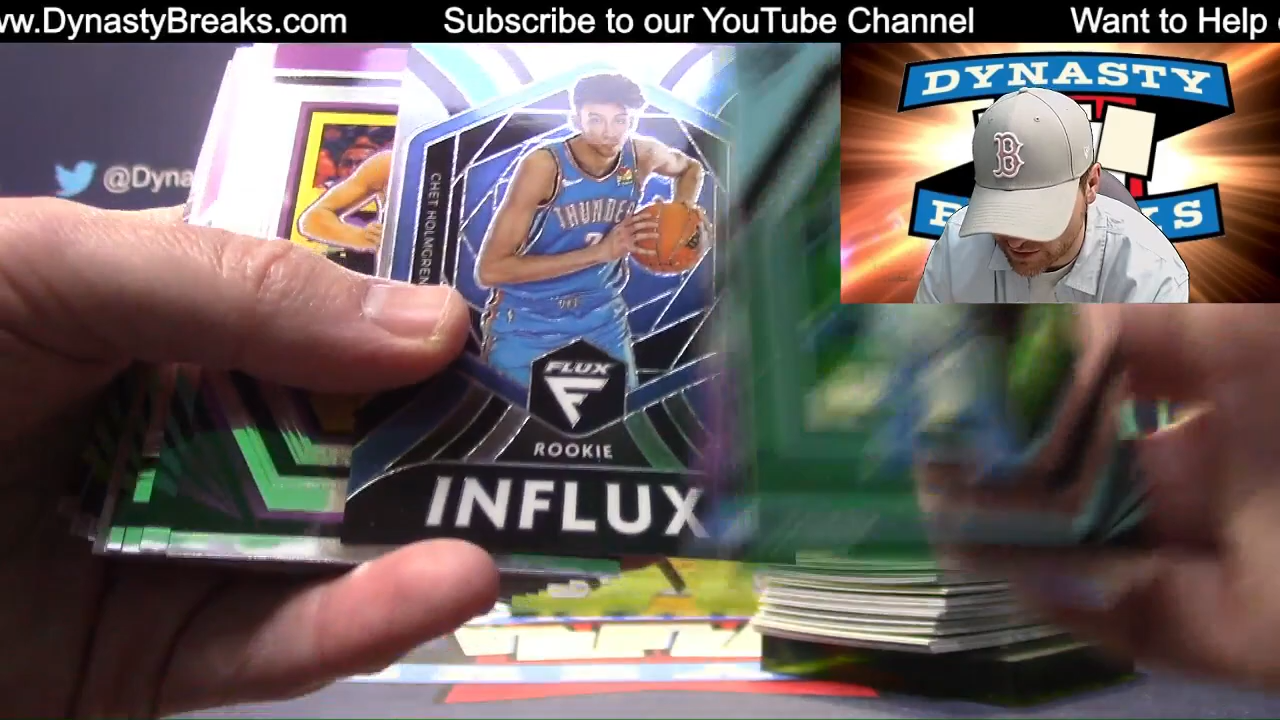 ww.DynastyBreaks.com Subscribe to our YouTube Channel Want to Help
@Dyna
DYNASTY
B
S
CHET HOLMGREN
THUNDER
FLUX
ROOKIE
INFLUX